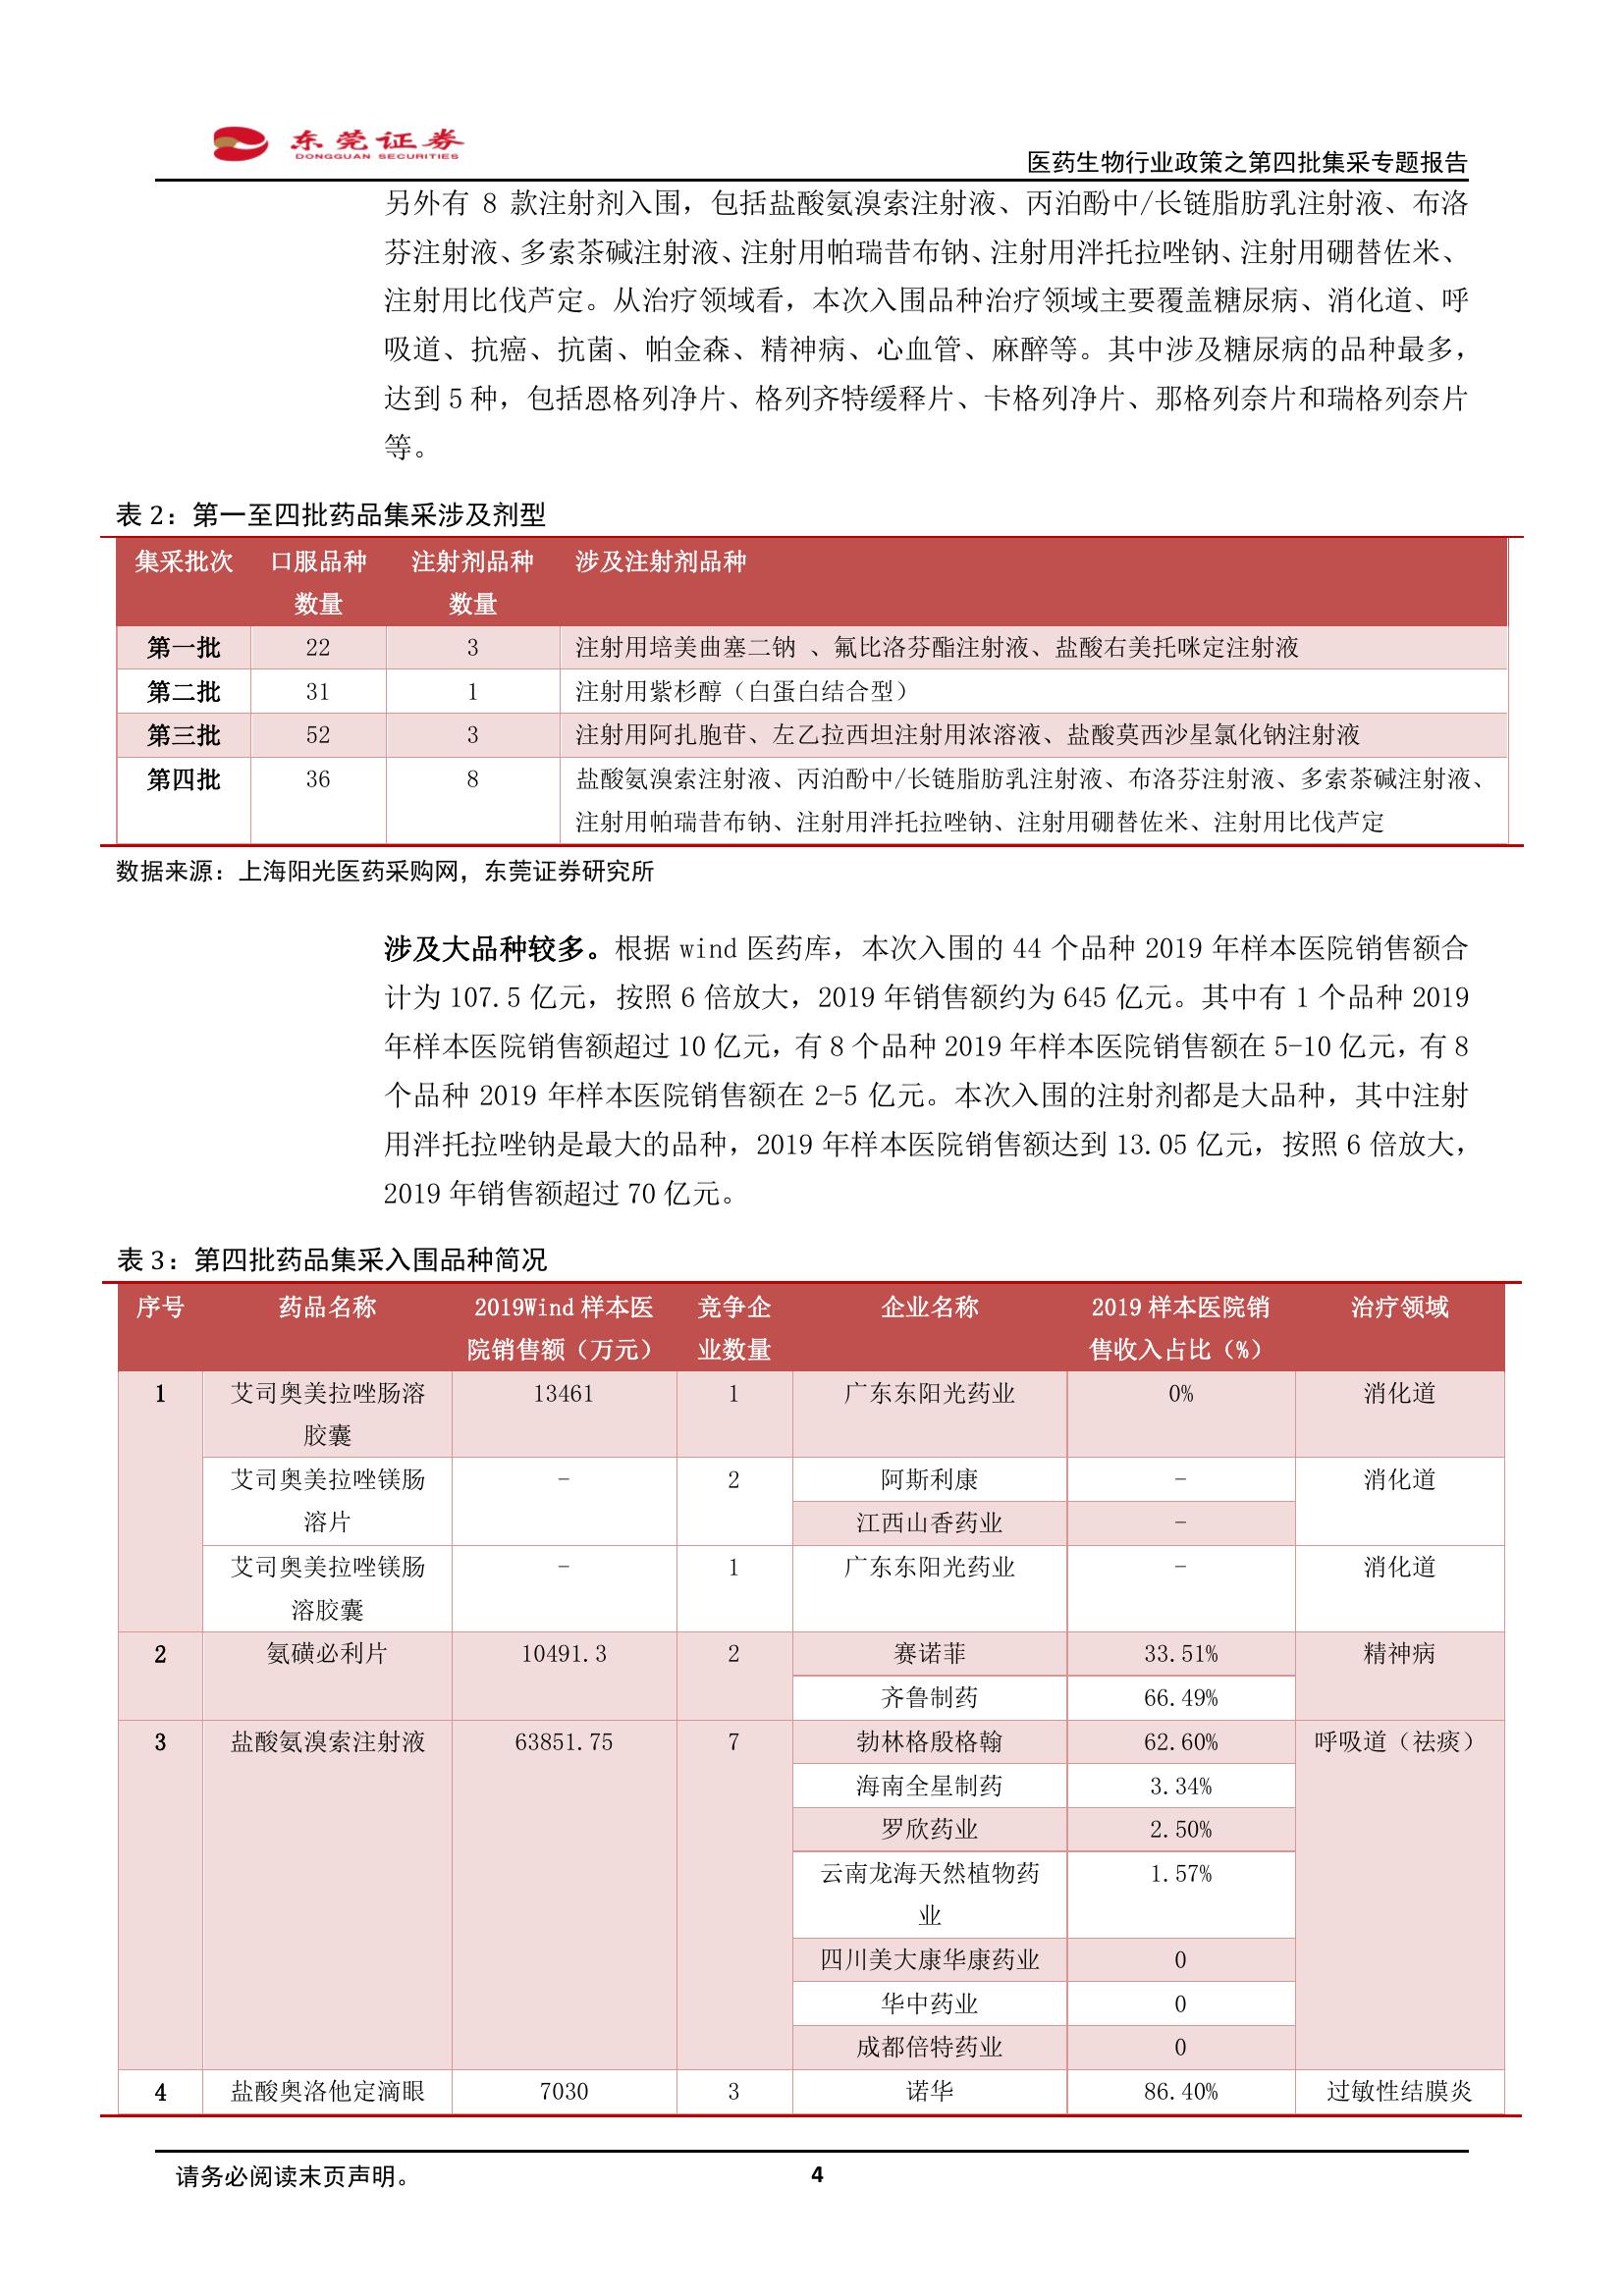 东莞证券
DONGGUAN SECURITIES
医药生物行业政策之第四批集采专题报告
另外有 8 款注射剂入围，包括盐酸氨溴索注射液、丙泊酚中/长链脂肪乳注射液、布洛
芬注射液、多索茶碱注射液、注射用帕瑞昔布钠、注射用泮托拉唑钠、注射用硼替佐米、
注射用比伐芦定。从治疗领域看，本次入围品种治疗领域主要覆盖糖尿病、消化道、呼
吸道、抗癌、抗菌、帕金森、精神病、心血管、麻醉等。其中涉及糖尿病的品种最多，
达到 5 种，包括恩格列净片、格列齐特缓释片、卡格列净片、那格列奈片和瑞格列奈片
等。
表 2：第一至四批药品集采涉及剂型
集采批次 口服品种 注射剂品种 涉及注射剂品种
数量 数量
第一批 22 3 注射用培美曲塞二钠 、氟比洛芬酯注射液、盐酸右美托咪定注射液
第二批 31 1 注射用紫杉醇（白蛋白结合型）
第三批 52 3 注射用阿扎胞苷、左乙拉西坦注射用浓溶液、盐酸莫西沙星氯化钠注射液
第四批 36 8 盐酸氨溴索注射液、丙泊酚中/长链脂肪乳注射液、布洛芬注射液、多索茶碱注射液、
注射用帕瑞昔布钠、注射用泮托拉唑钠、注射用硼替佐米、注射用比伐芦定
数据来源：上海阳光医药采购网，东莞证券研究所
涉及大品种较多。根据 wind 医药库，本次入围的 44 个品种 2019 年样本医院销售额合
计为 107.5 亿元，按照 6 倍放大，2019 年销售额约为 645 亿元。其中有 1 个品种 2019
年样本医院销售额超过 10 亿元，有 8 个品种 2019 年样本医院销售额在 5-10 亿元，有 8
个品种 2019 年样本医院销售额在 2-5 亿元。本次入围的注射剂都是大品种，其中注射
用泮托拉唑钠是最大的品种，2019 年样本医院销售额达到 13.05 亿元，按照 6 倍放大，
2019 年销售额超过 70 亿元。
表 3：第四批药品集采入围品种简况
序号 药品名称 2019Wind 样本医 竞争企 企业名称 2019 样本医院销 治疗领域
院销售额（万元） 业数量 售收入占比（%）
1 艾司奥美拉唑肠溶 13461 1 广东东阳光药业 0% 消化道
胶囊
艾司奥美拉唑镁肠 - 2 阿斯利康 - 消化道
溶片 江西山香药业 -
艾司奥美拉唑镁肠 - 1 广东东阳光药业 - 消化道
溶胶囊
2 氨磺必利片 10491.3 2 赛诺菲 33.51% 精神病
齐鲁制药 66.49%
3 盐酸氨溴索注射液 63851.75 7 勃林格殷格翰 62.60% 呼吸道（祛痰）
海南全星制药 3.34%
罗欣药业 2.50%
云南龙海天然植物药 1.57%
业
四川美大康华康药业 0
华中药业 0
成都倍特药业 0
4 盐酸奥洛他定滴眼 7030 3 诺华 86.40% 过敏性结膜炎
请务必阅读末页声明。 4